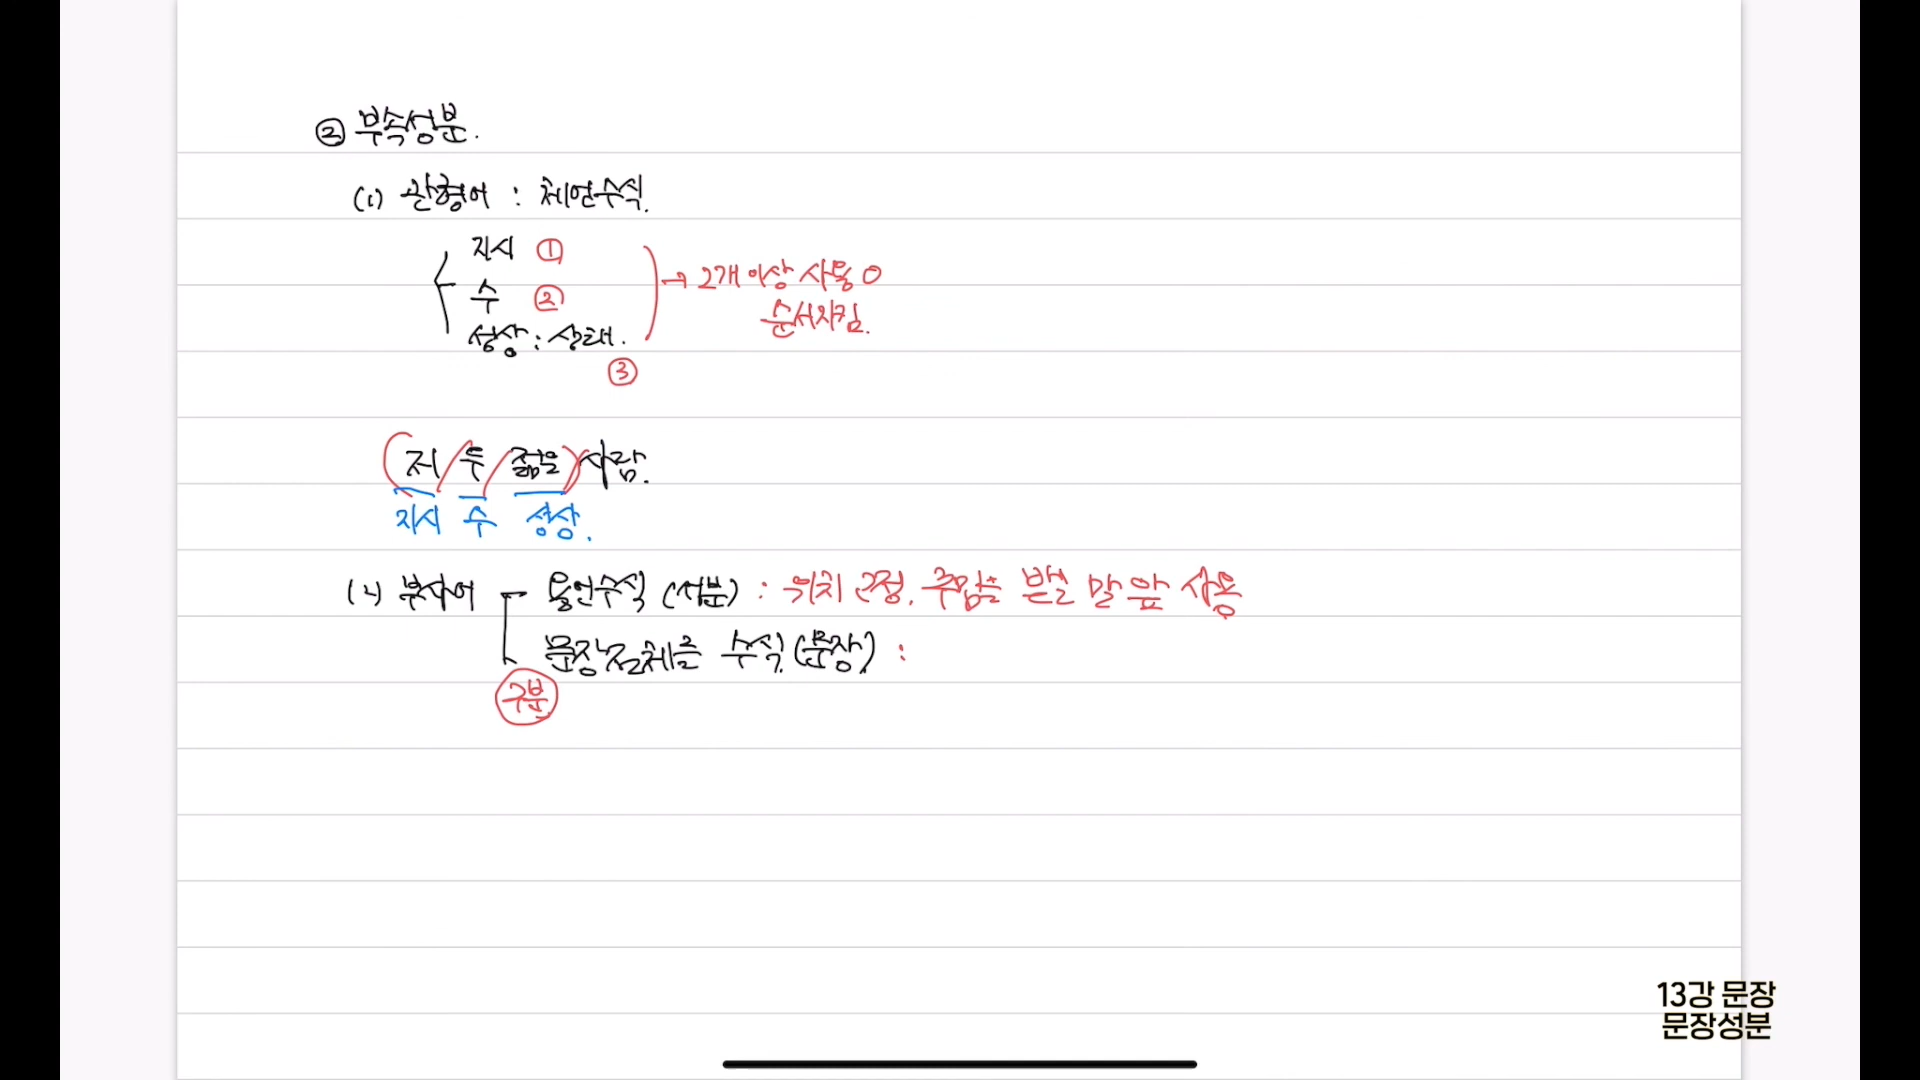 ② 부속성분.
(1) 관형어 : 체언수식.
지시 ①
수 ②
성상 : 상태.
③
→ 2개 이상 사용 O
순서지킴.
저 두 젊은 사람.
지시 수 성상.
(2) 부사어 용언수식 (성분) : 위치 고정. 꾸밈을 받을 말 앞 사용
문장전체를 수식 (문장) :
구분
13강 문장
문장성분